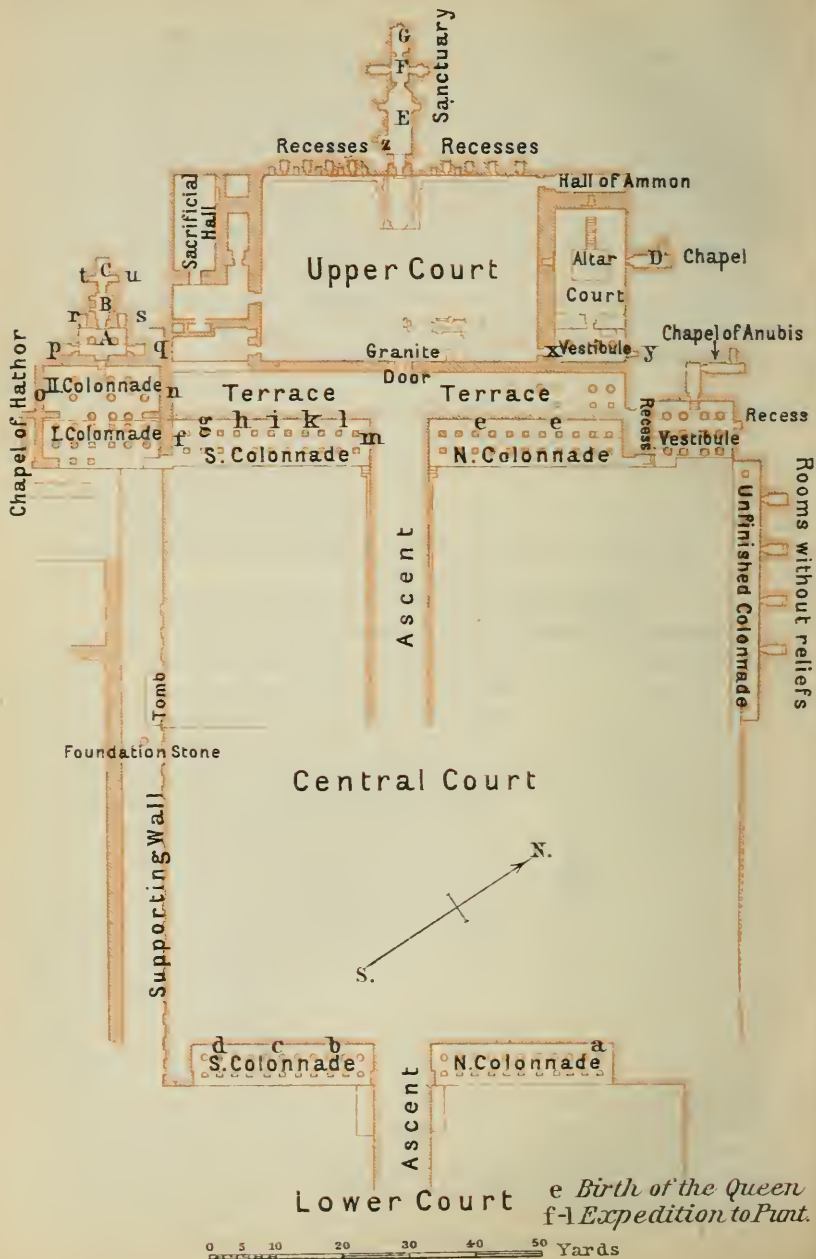 G
F
E
Sanctuary
Recesses z Recesses
Hall of Ammon
Sacrificial
Hall
Upper Court
Altar
Court
D Chapel
t C u
B
r s
A
p q
Granite
Door
x Vestibule y
Chapel of Anubis
Chapel of Hathor
o II.Colonnade n
I.Colonnade
Terrace Terrace
f g h i k l m
S. Colonnade
e e
N. Colonnade
Recess
Vestibule
Recess
Unfinished Colonnade
Rooms without reliefs
Ascent
Tomb
Foundation Stone
Supporting Wall
Central Court
N.
S.
d c b
S. Colonnade
a
N. Colonnade
Ascent
Lower Court
e Birth of the Queen
f-l Expedition to Punt.
0 5 10 20 30 40 50 Yards